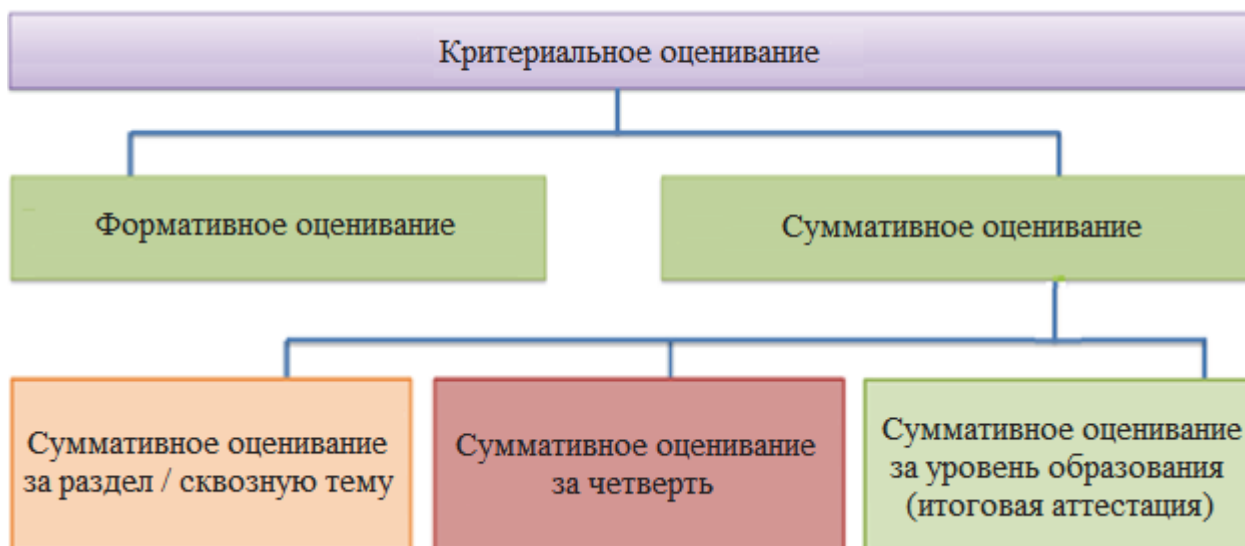 Критериальное оценивание
Формативное оценивание
Суммативное оценивание
Суммативное оценивание
за раздел / сквозную тему
Суммативное оценивание
за четверть
Суммативное оценивание
за уровень образования
(итоговая аттестация)